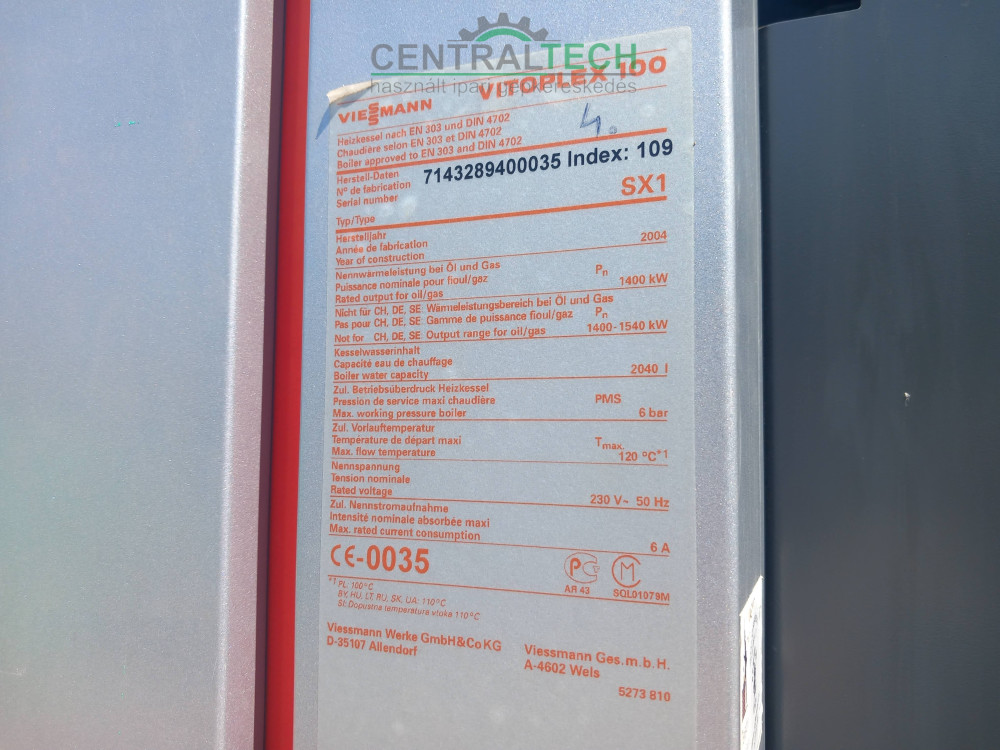 CENTRALTECH
használt ipari gépkereskedés
VIESSMANN
VITOPLEX 100
Heizkessel nach EN 303 und DIN 4702
Chaudière selon EN 303 et DIN 4702
Boiler approved to EN 303 and DIN 4702
4.
Herstell-Daten
N° de fabrication
Serial number
7143289400035 Index: 109
Typ/Type
SX1
Herstelljahr
Année de fabrication
Year of construction
2004
Nennwärmeleistung bei Öl und Gas
Puissance nominale pour fioul/gaz
Rated output for oil/gas
Pn
1400 kW
Nicht für CH, DE, SE: Wärmeleistungsbereich bei Öl und Gas
Pas pour CH, DE, SE: Gamme de puissance fioul/gaz
Not for CH, DE, SE: Output range for oil/gas
Pn
1400-1540 kW
Kesselwasserinhalt
Capacité eau de chauffage
Boiler water capacity
2040 l
Zul. Betriebsüberdruck Heizkessel
Pression de service maxi chaudière
Max. working pressure boiler
PMS
6 bar
Zul. Vorlauftemperatur
Température de départ maxi
Max. flow temperature
Tmax.
120 °C*1
Nennspannung
Tension nominale
Rated voltage
230 V~ 50 Hz
Zul. Nennstromaufnahme
Intensité nominale absorbée maxi
Max. rated current consumption
6 A
CE-0035
AR 43
SQL01079M
*1 PL: 100°C
BY, HU, LT, RU, SK, UA: 110°C
SI: Dopustna temperatura vtoka 110°C
Viessmann Werke GmbH&CoKG
D-35107 Allendorf
Viessmann Ges.m.b.H.
A-4602 Wels
5273 810